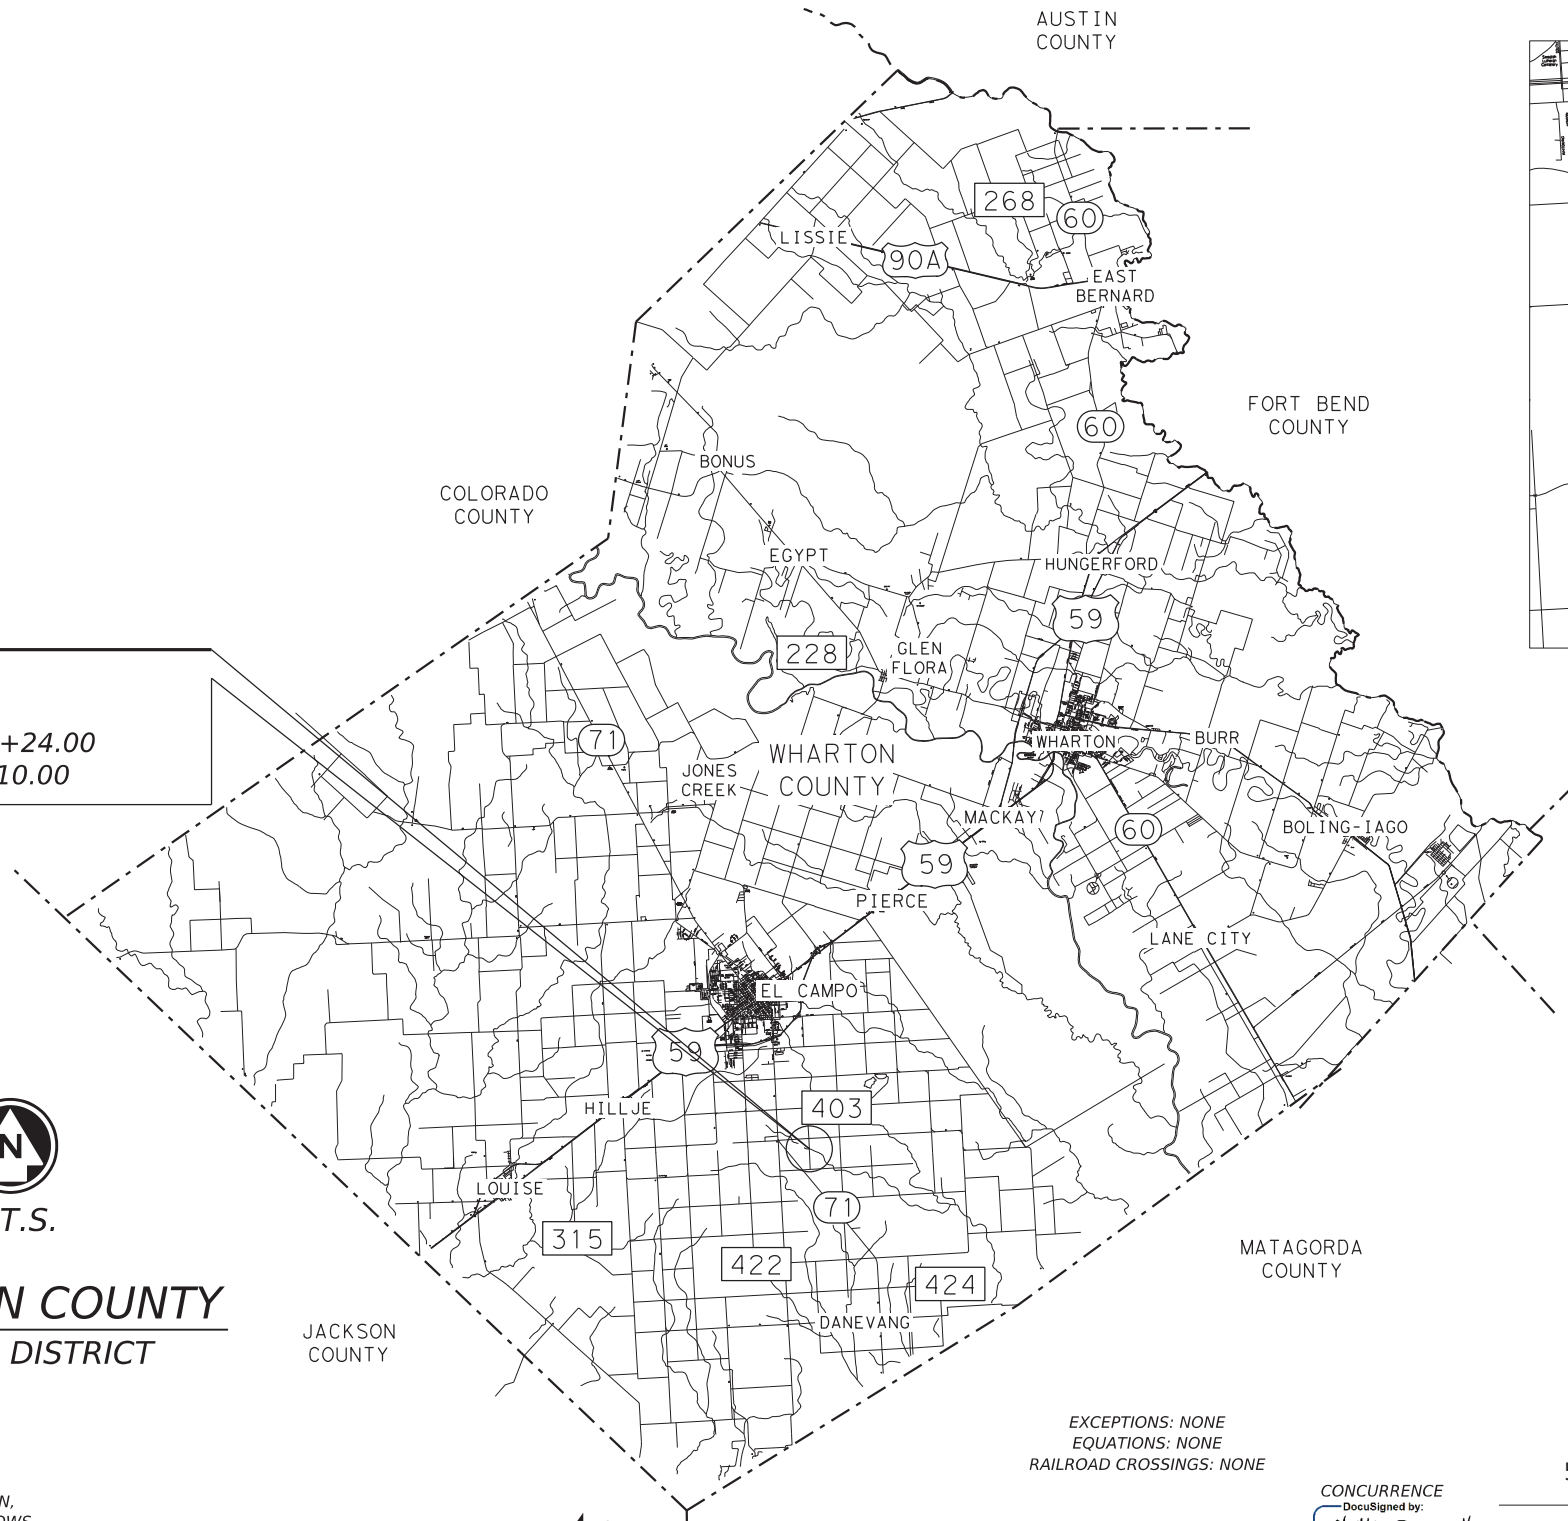 AUSTIN
COUNTY
268
60
LISSIE
90A
EAST
BERNARD
FORT BEND
COUNTY
60
BONUS
COLORADO
COUNTY
EGYPT
HUNGERFORD
59
228
GLEN
FLORA
+24.00
10.00
71
WHARTON
COUNTY
JONES
CREEK
WHARTON
BURR
MACKAY
60
BOLING-IAGO
59
PIERCE
LANE CITY
EL CAMPO
59
HILLJE
403
N
T.S.
LOUISE
71
315
422
424
MATAGORDA
COUNTY
N COUNTY
DISTRICT
JACKSON
COUNTY
DANEVANG
EXCEPTIONS: NONE
EQUATIONS: NONE
RAILROAD CROSSINGS: NONE
CONCURRENCE
DocuSigned by:
N,